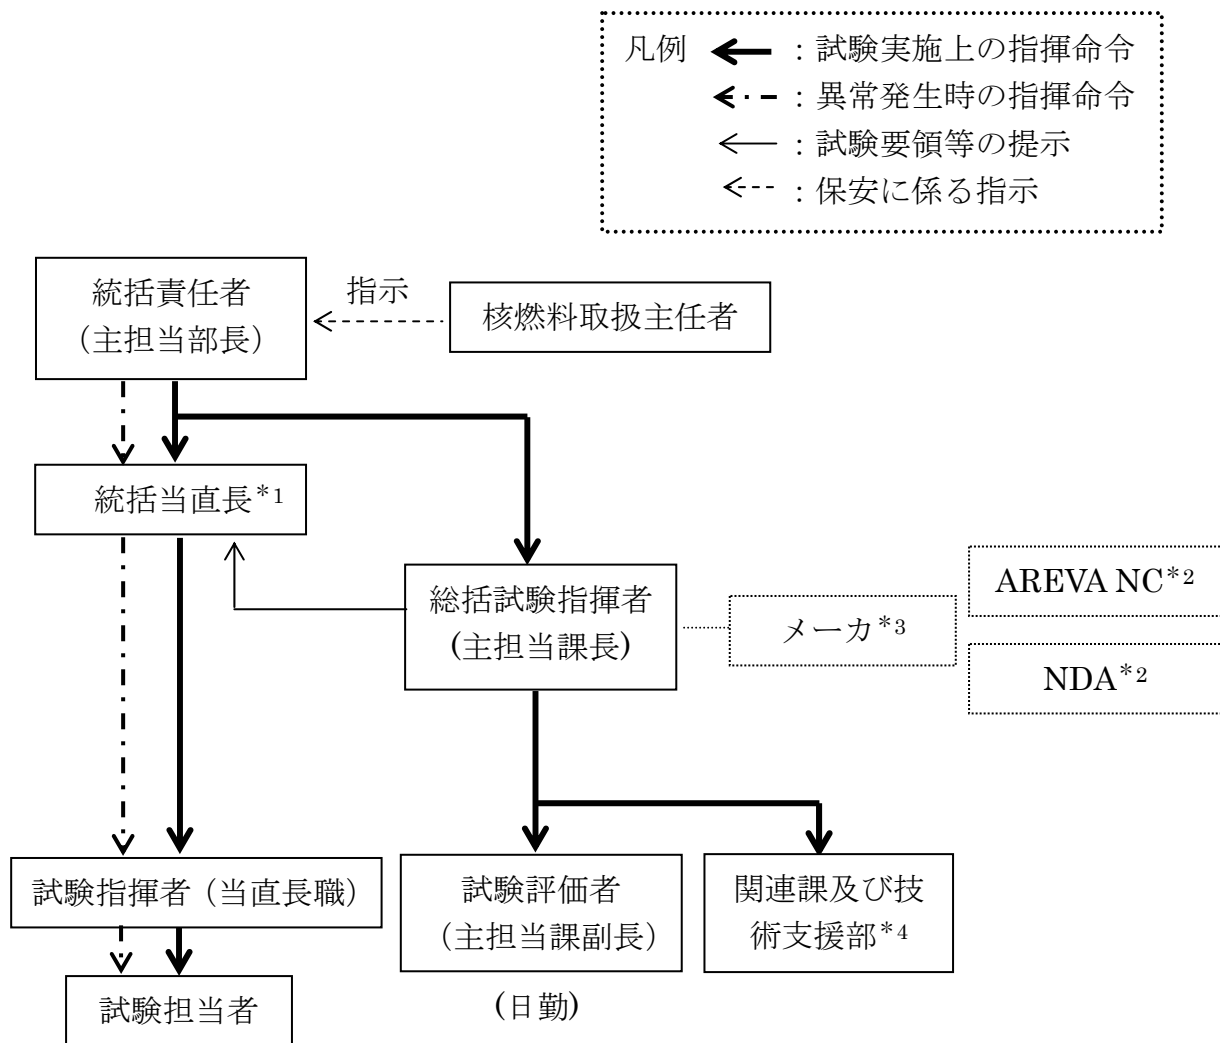 凡例 : 試験実施上の指揮命令
: 異常発生時の指揮命令
: 試験要領等の提示
: 保安に係る指示
統括責任者
（主担当部長）
指示
核燃料取扱主任者
統括当直長*1
総括試験指揮者
(主担当課長)
メーカ*3
AREVA NC*2
NDA*2
試験指揮者（当直長職）
試験評価者
（主担当課副長）
(日勤)
関連課及び技
術支援部*4
試験担当者